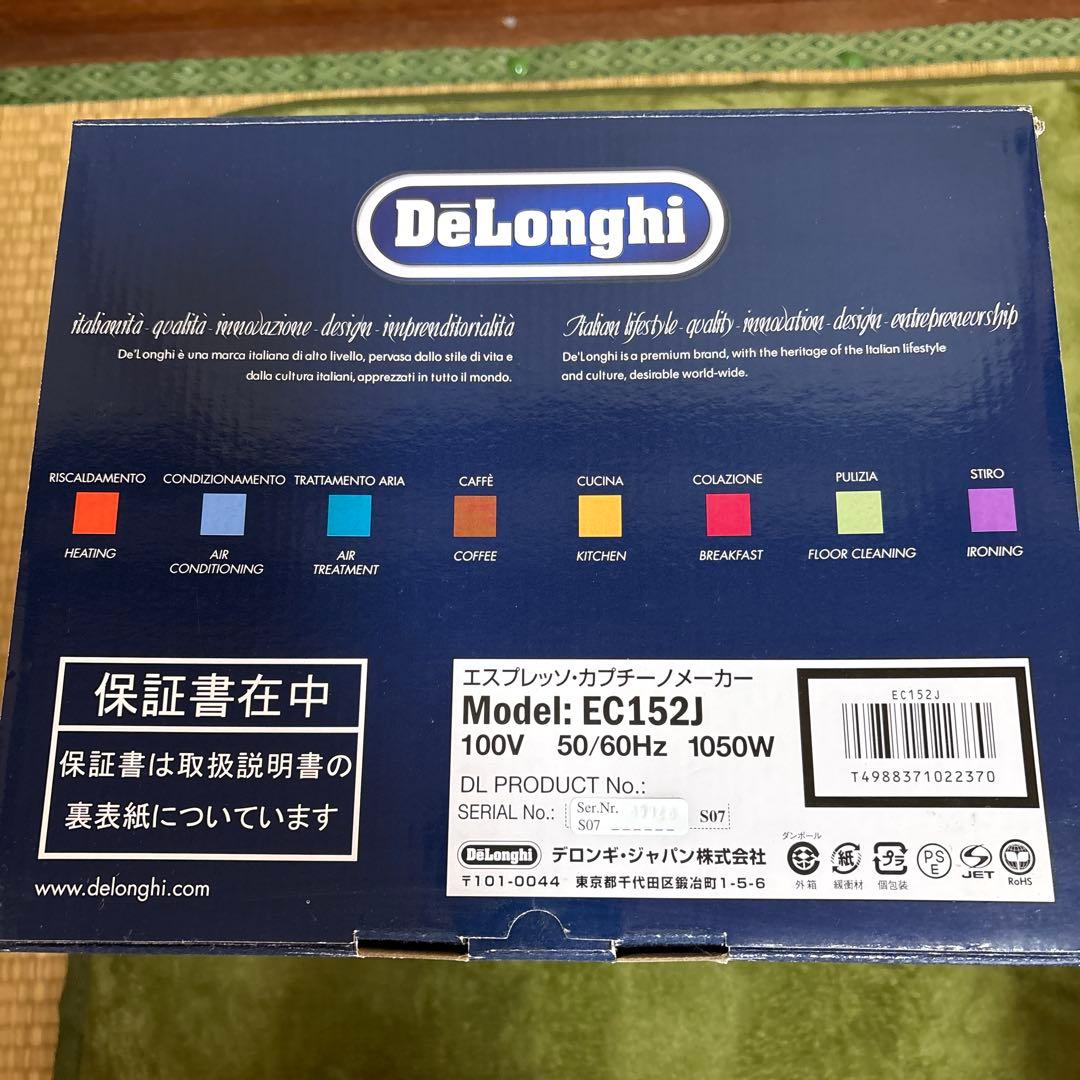 DēLonghi
italianità - qualità - innovazione - design - imprenditorialità
De'Longhi è una marca italiana di alto livello, pervasa dallo stile di vita e
dalla cultura italiani, apprezzati in tutto il mondo.
Italian lifestyle - quality - innovation - design - entrepreneurship
De'Longhi is a premium brand, with the heritage of the Italian lifestyle
and culture, desirable world-wide.
RISCALDAMENTO
HEATING
CONDIZIONAMENTO
AIR
CONDITIONING
TRATTAMENTO ARIA
AIR
TREATMENT
CAFFÈ
COFFEE
CUCINA
KITCHEN
COLAZIONE
BREAKFAST
PULIZIA
FLOOR CLEANING
STIRO
IRONING
保証書在中
保証書は取扱説明書の
裏表紙についています
www.delonghi.com
エスプレッソ・カプチーノメーカー
Model: EC152J
100V 50/60Hz 1050W
DL PRODUCT No.:
SERIAL No.:
Ser.Nr.
S07
S07
DēLonghi デロンギ・ジャパン株式会社
〒101-0044 東京都千代田区鍛冶町1-5-6
EC152J
T4988371022370
ダンボール
外箱
紙
緩衝材
プラ
個包装
PS
E
JET
RoHS